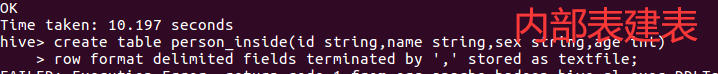 OK
Time taken: 10.197 seconds
内部表建表
hive> create table person_inside(id string,name string,sex string,age int)
    > row format delimited fields terminated by ',' stored as textfile;